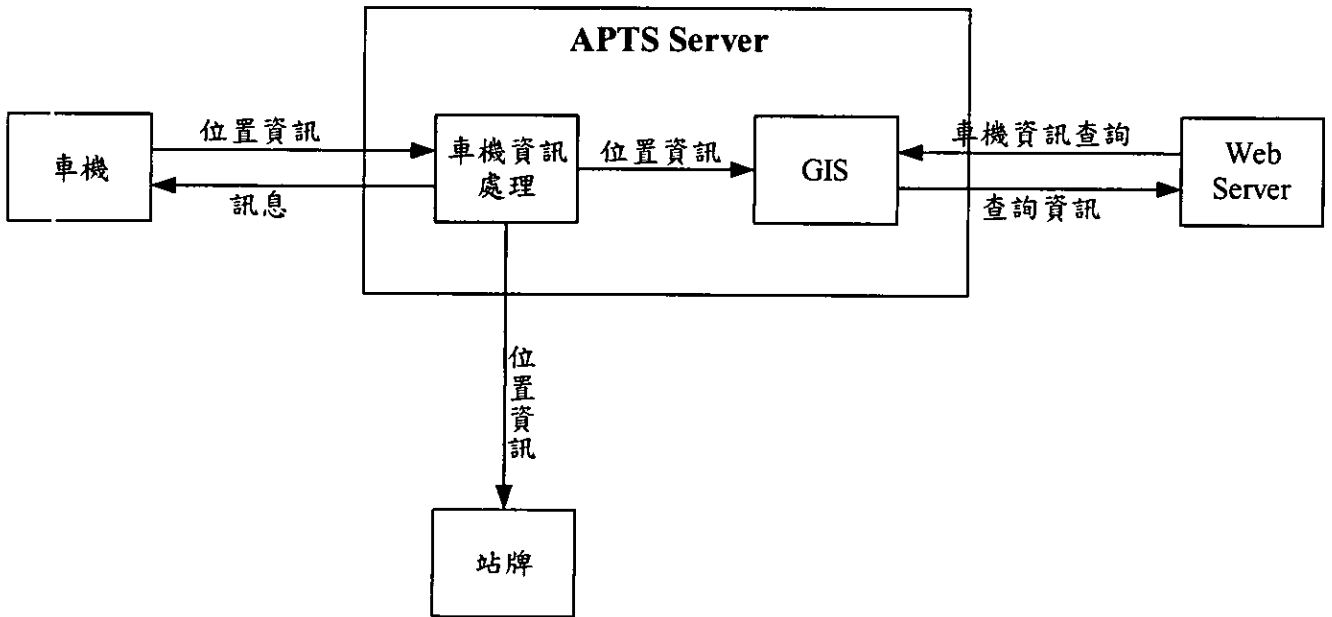 APTS Server
車機
位置資訊
訊息
車機資訊
處理
位置資訊
GIS
車機資訊查詢
查詢資訊
Web
Server
位置資訊
站牌